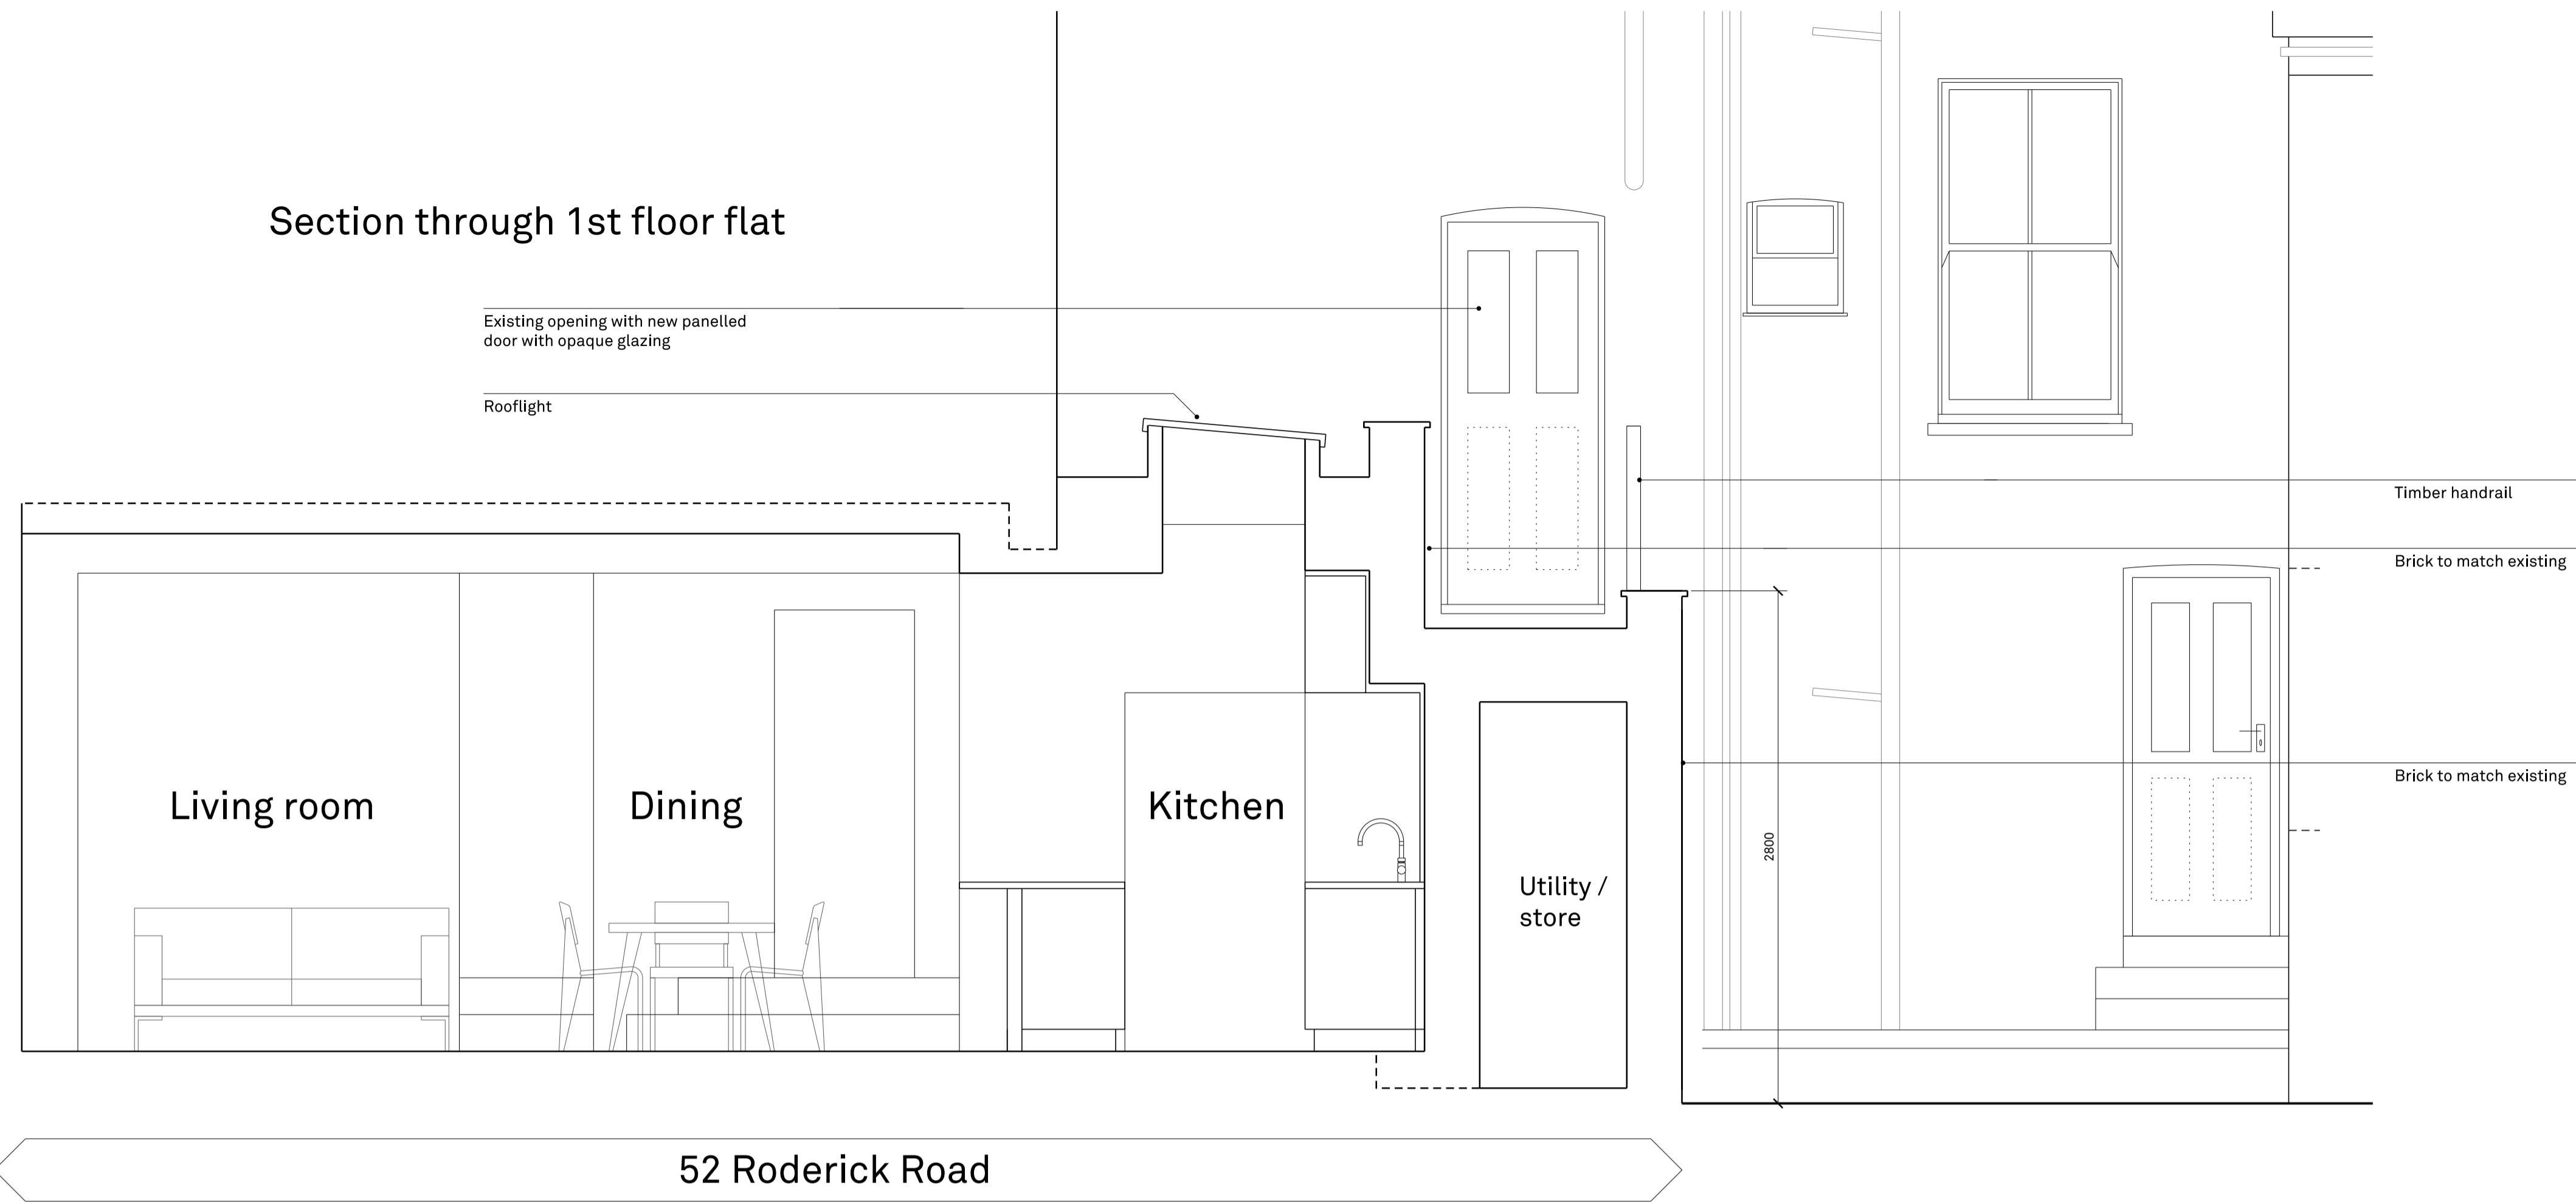 Section through 1st floor flat
Existing opening with new panelled
door with opaque glazing
Rooflight
Timber handrail
Brick to match existing
Brick to match existing
Living room
Dining
Kitchen
2800
Utility /
store
52 Roderick Road